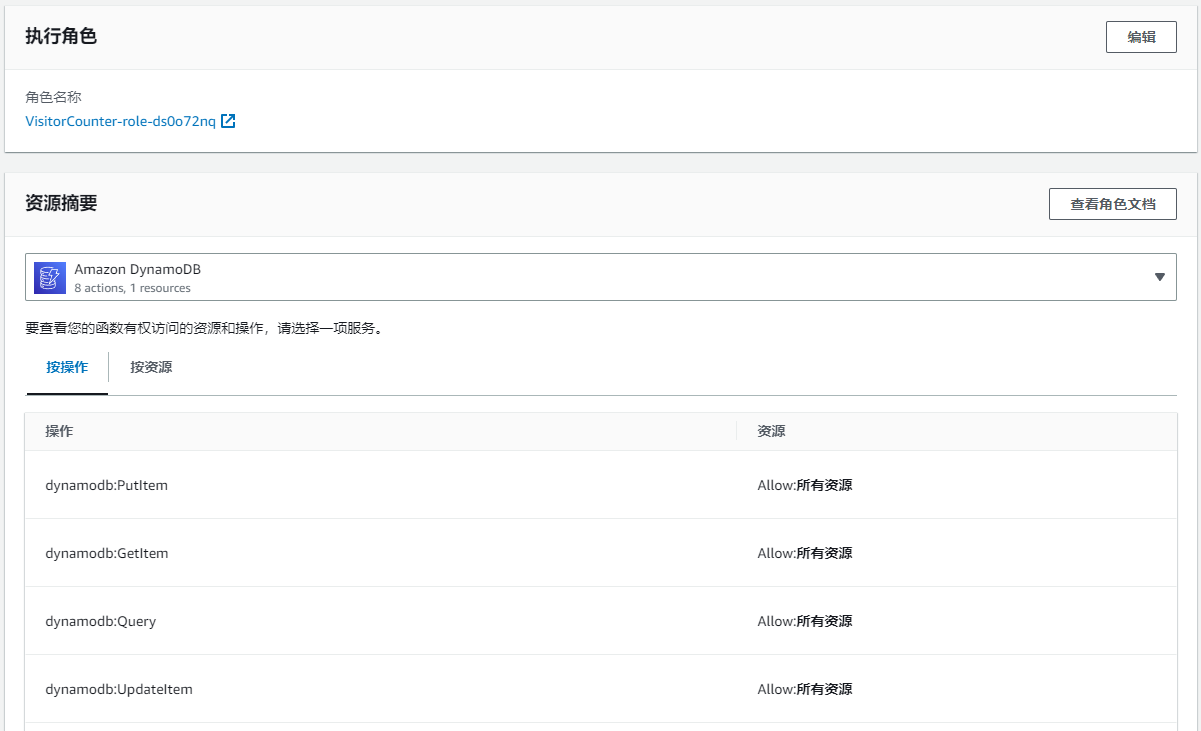 执行角色
编辑
角色名称
VisitorCounter-role-ds0o72nq
资源摘要
查看角色文档
Amazon DynamoDB
8 actions, 1 resources
要查看您的函数有权访问的资源和操作，请选择一项服务。
按操作 按资源
操作 资源
dynamodb:PutItem Allow:所有资源
dynamodb:GetItem Allow:所有资源
dynamodb:Query Allow:所有资源
dynamodb:UpdateItem Allow:所有资源